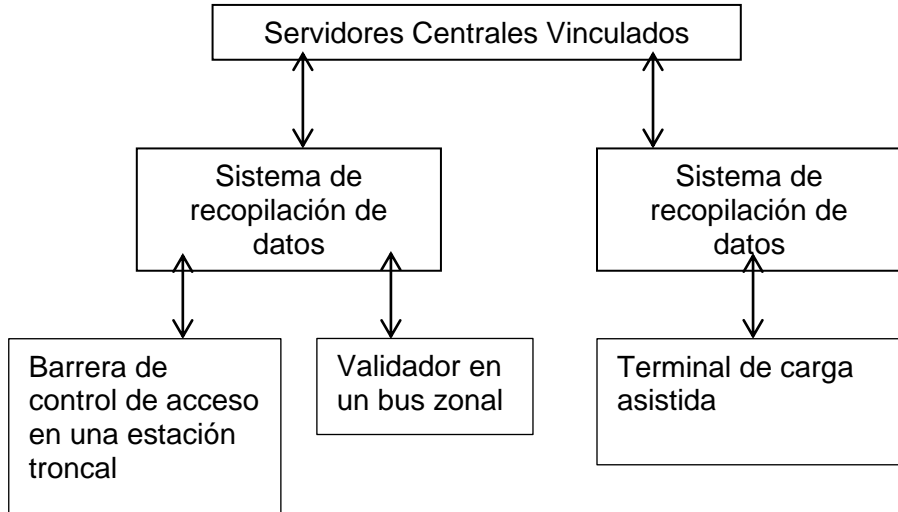 Servidores Centrales Vinculados
Sistema de
recopilación de
datos
Sistema de
recopilación de
datos
Barrera de
control de acceso
en una estación
troncal
Validador en
un bus zonal
Terminal de carga
asistida